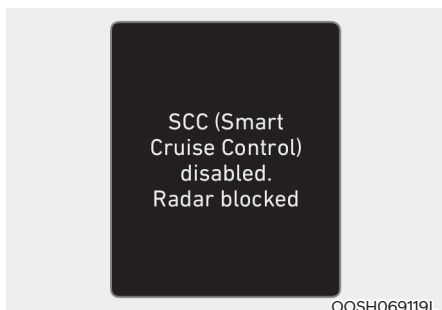 SCC (Smart
Cruise Control)
disabled.
Radar blocked
OOSH069119L